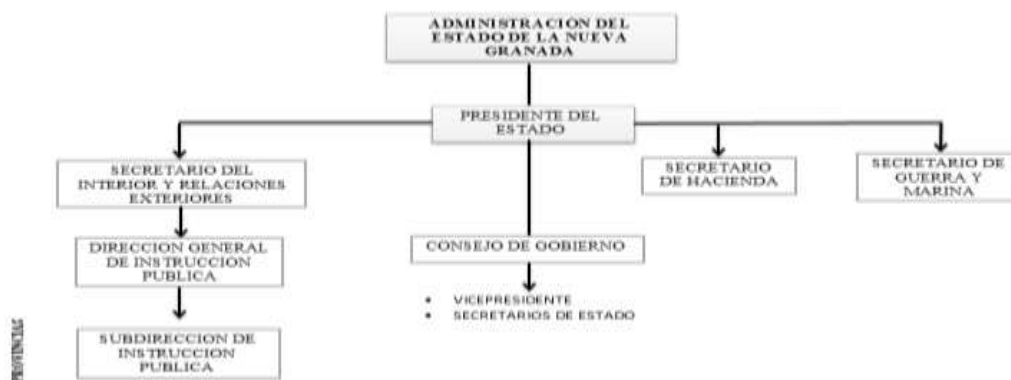 ADMINISTRACION DEL
ESTADO DE LA NUEVA
GRANADA
PRESIDENTE DEL
ESTADO
SECRETARIO DEL
INTERIOR Y RELACIONES
EXTERIORES
SECRETARIO
DE HACIENDA
SECRETARIO DE
GUERRA Y
MARINA
DIRECCION GENERAL
DE INSTRUCCION
PUBLICA
CONSEJO DE GOBIERNO
• VICEPRESIDENTE
• SECRETARIOS DE ESTADO
SUBDIRECCION DE
INSTRUCCION
PUBLICA
PROVINCIAS